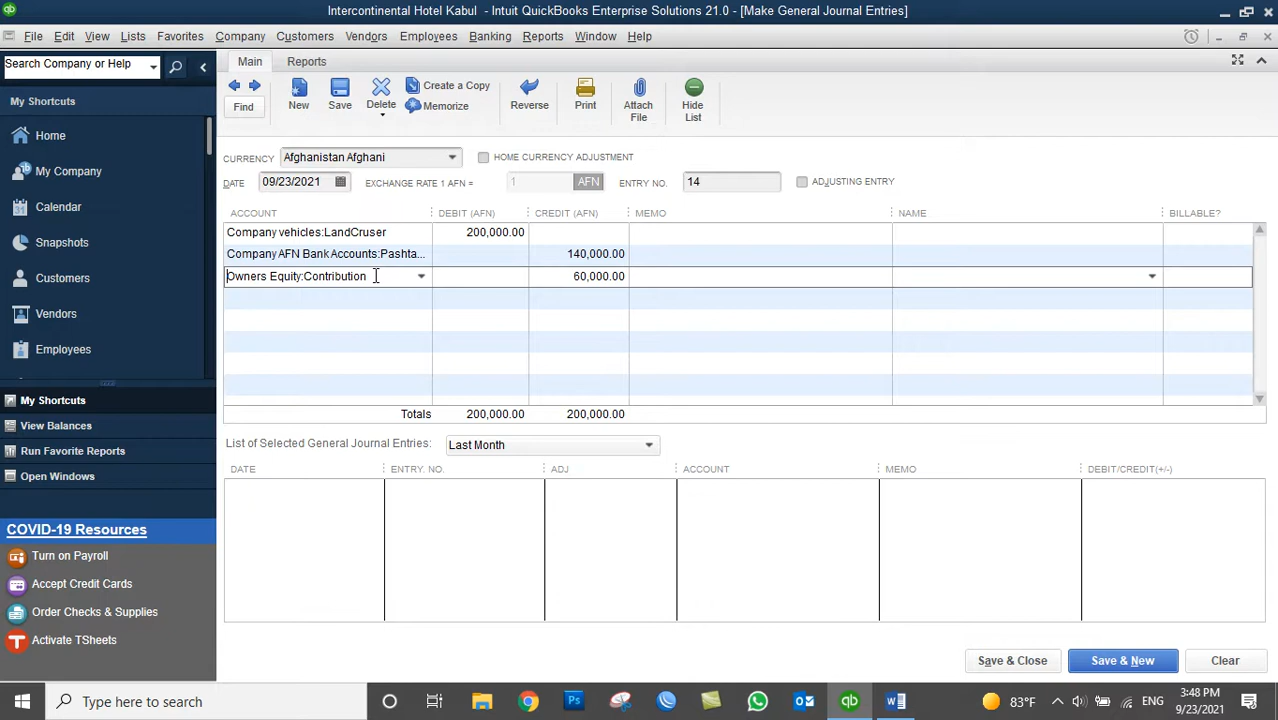 Intercontinental Hotel Kabul - Intuit QuickBooks Enterprise Solutions 21.0 - [Make General Journal Entries]
File Edit View Lists Favorites Company Customers Vendors Employees Banking Reports Window Help
Search Company or Help
My Shortcuts
Home
My Company
Calendar
Snapshots
Customers
Vendors
Employees
My Shortcuts
View Balances
Run Favorite Reports
Open Windows
COVID-19 Resources
Turn on Payroll
Accept Credit Cards
Order Checks & Supplies
Activate TSheets
Main Reports
Find New Save Delete Create a Copy Memorize Reverse Print Attach File Hide List
CURRENCY Afghanistan Afghani HOME CURRENCY ADJUSTMENT
DATE 09/23/2021 EXCHANGE RATE 1 AFN = 1 AFN ENTRY NO. 14 ADJUSTING ENTRY
ACCOUNT DEBIT (AFN) CREDIT (AFN) MEMO NAME BILLABLE?
Company vehicles:LandCruser 200,000.00
Company AFN Bank Accounts:Pashta... 140,000.00
Owners Equity:Contribution 60,000.00
Totals 200,000.00 200,000.00
List of Selected General Journal Entries: Last Month
DATE ENTRY. NO. ADJ ACCOUNT MEMO DEBIT/CREDIT(+/-)
Save & Close Save & New Clear
Type here to search
Ps qb W 83°F ENG 3:48 PM
9/23/2021